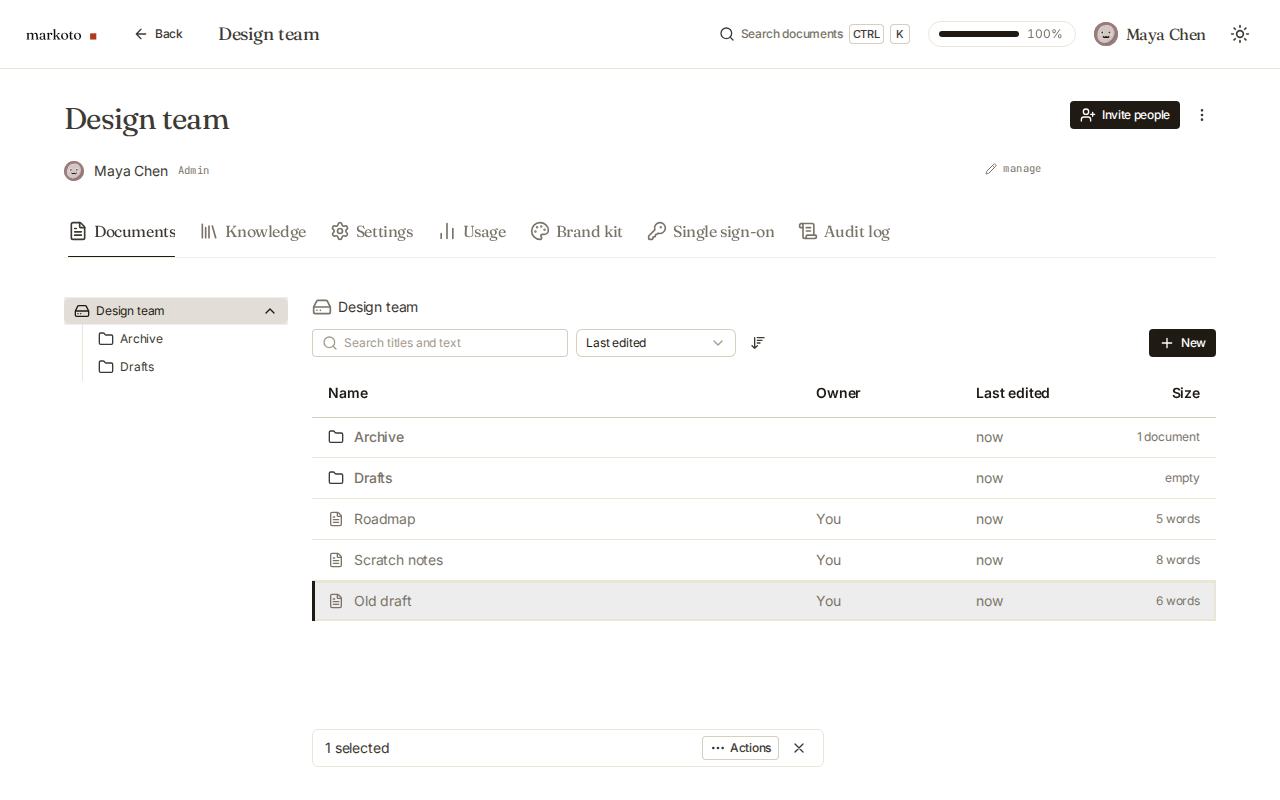 markoto
Back
Design team
Search documents CTRL K
100%
Maya Chen
Design team
Invite people
Maya Chen Admin
manage
Documents Knowledge Settings Usage Brand kit Single sign-on Audit log
Design team
Archive
Drafts
Design team
Search titles and text
Last edited
New
Name Owner Last edited Size
Archive now 1 document
Drafts now empty
Roadmap You now 5 words
Scratch notes You now 8 words
Old draft You now 6 words
1 selected
Actions